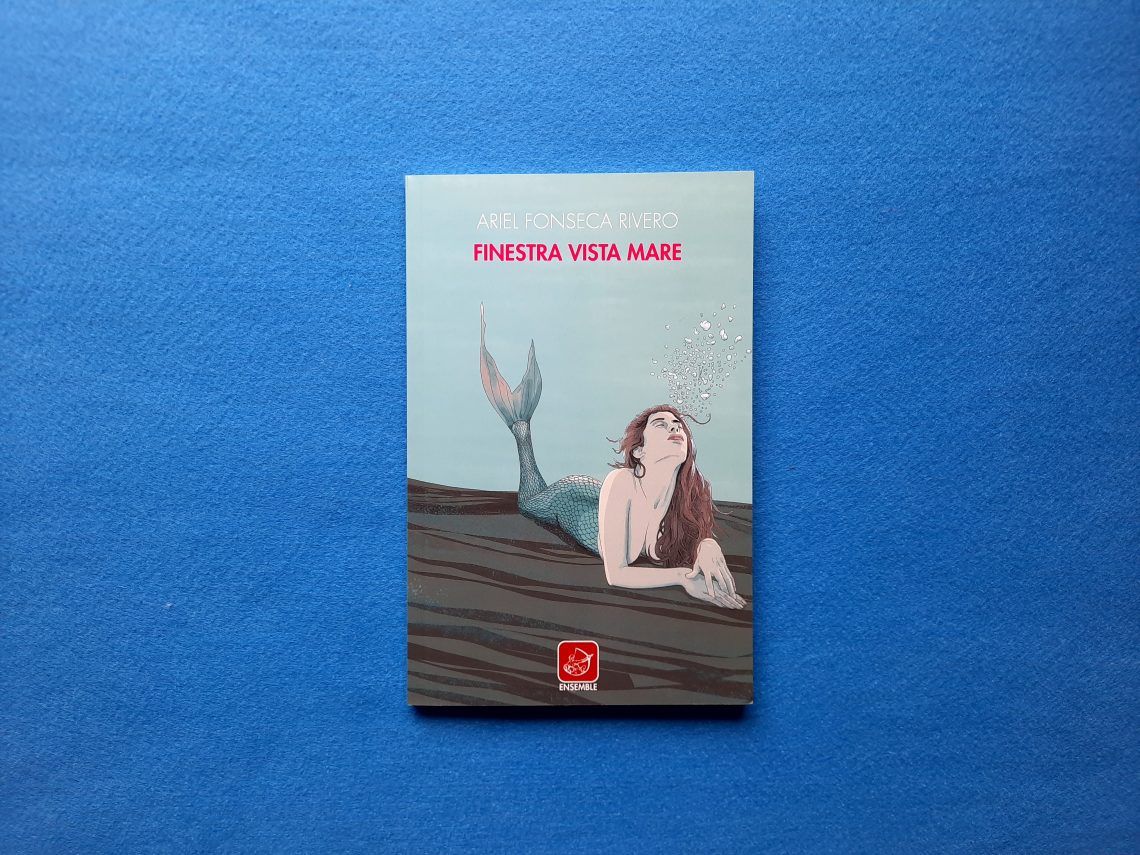 ARIEL FONSECA RIVERO
FINESTRA VISTA MARE
ENSEMBLE